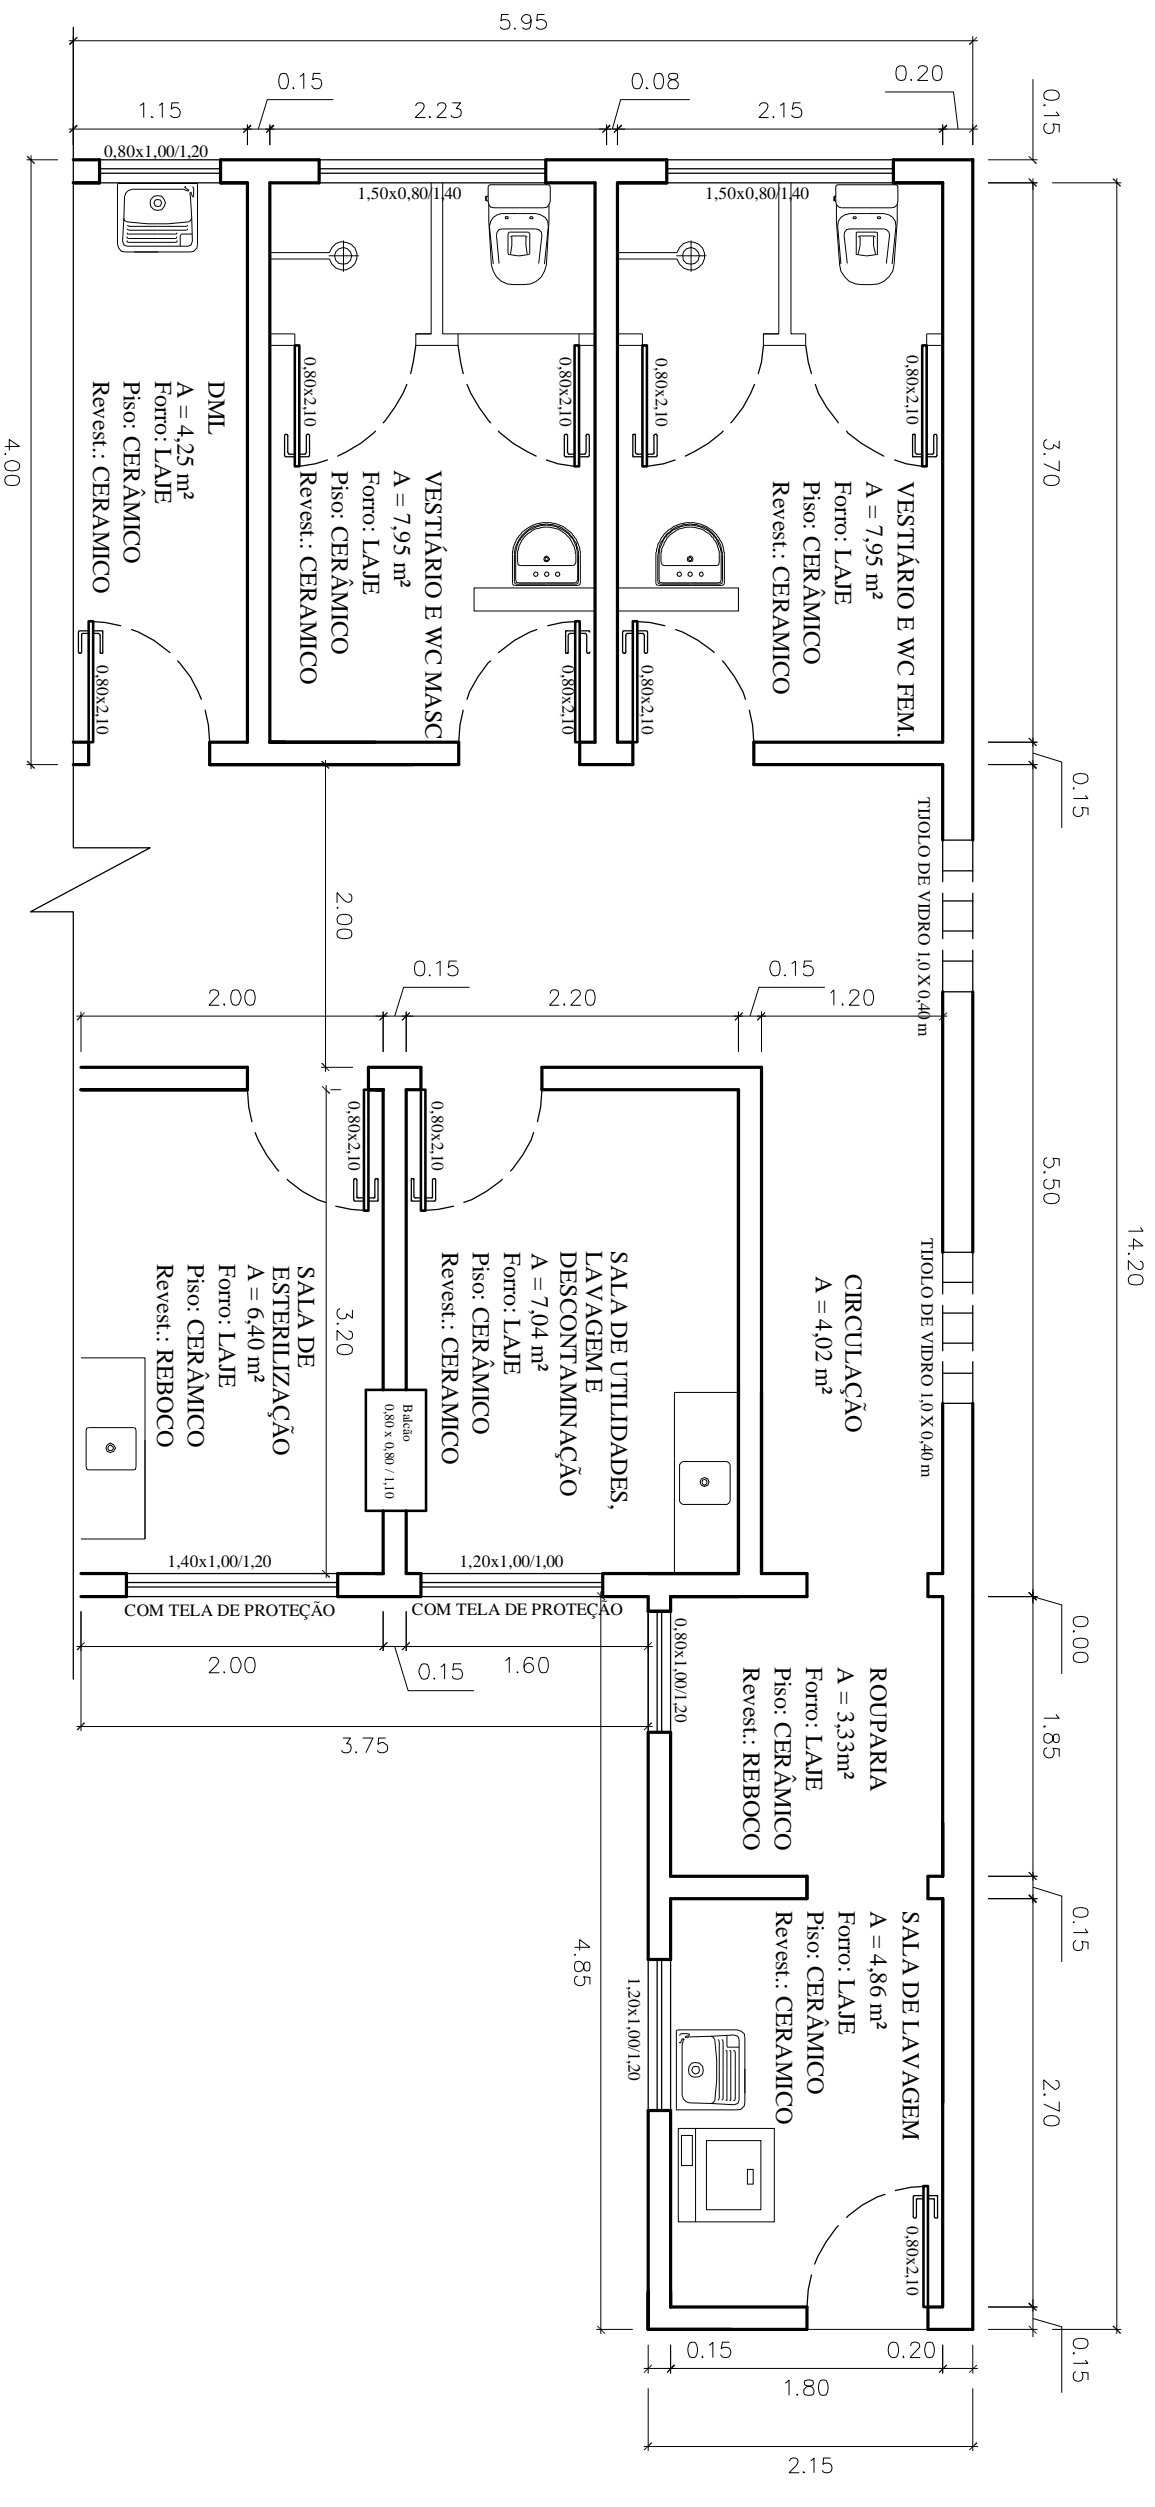 5.95
0.15
0.08
0.20
1.15
2.23
2.15
0.15
0,80x1,00/1,20
1,50x0,80/1,40
1,50x0,80/1,40
4.00
3.70
14.20
0,80x2,10
0,80x2,10
0,80x2,10
0,80x2,10
DML
A = 4,25 m²
Forro: LAJE
Piso: CERÂMICO
Revest.: CERAMICO
VESTIÁRIO E WC MASC
A = 7,95 m²
Forro: LAJE
Piso: CERÂMICO
Revest.: CERAMICO
VESTIÁRIO E WC FEM.
A = 7,95 m²
Forro: LAJE
Piso: CERÂMICO
Revest.: CERAMICO
0,80x2,10
0,80x2,10
0,80x2,10
0.15
TIJOLO DE VIDRO 1,0 X 0,40 m
2.00
0.15
0.15
2.00
2.20
1.20
5.50
0,80x2,10
0,80x2,10
TIJOLO DE VIDRO 1,0 X 0,40 m
SALA DE
ESTERILIZAÇÃO
A = 6,40 m²
Forro: LAJE
Piso: CERÂMICO
Revest.: REBOCO
3.20
SALA DE UTILIDADES,
LAVAGEM E
DESCONTAMINAÇÃO
A = 7,04 m²
Forro: LAJE
Piso: CERÂMICO
Revest.: CERAMICO
CIRCULAÇÃO
A = 4,02 m²
Balcão
0,80 x 0,80 / 1,10
1,40x1,00/1,20
1,20x1,00/1,00
COM TELA DE PROTEÇÃO
COM TELA DE PROTEÇÃO
2.00
0.15
1.60
3.75
0,80x1,00/1,20
0.00
1.85
ROUPARIA
A = 3,33m²
Forro: LAJE
Piso: CERÂMICO
Revest.: REBOCO
0.15
4.85
1,20x1,00/1,20
SALA DE LAVAGEM
A = 4,86 m²
Forro: LAJE
Piso: CERÂMICO
Revest.: CERAMICO
2.70
0,80x2,10
0.15
0.15
0.20
1.80
2.15